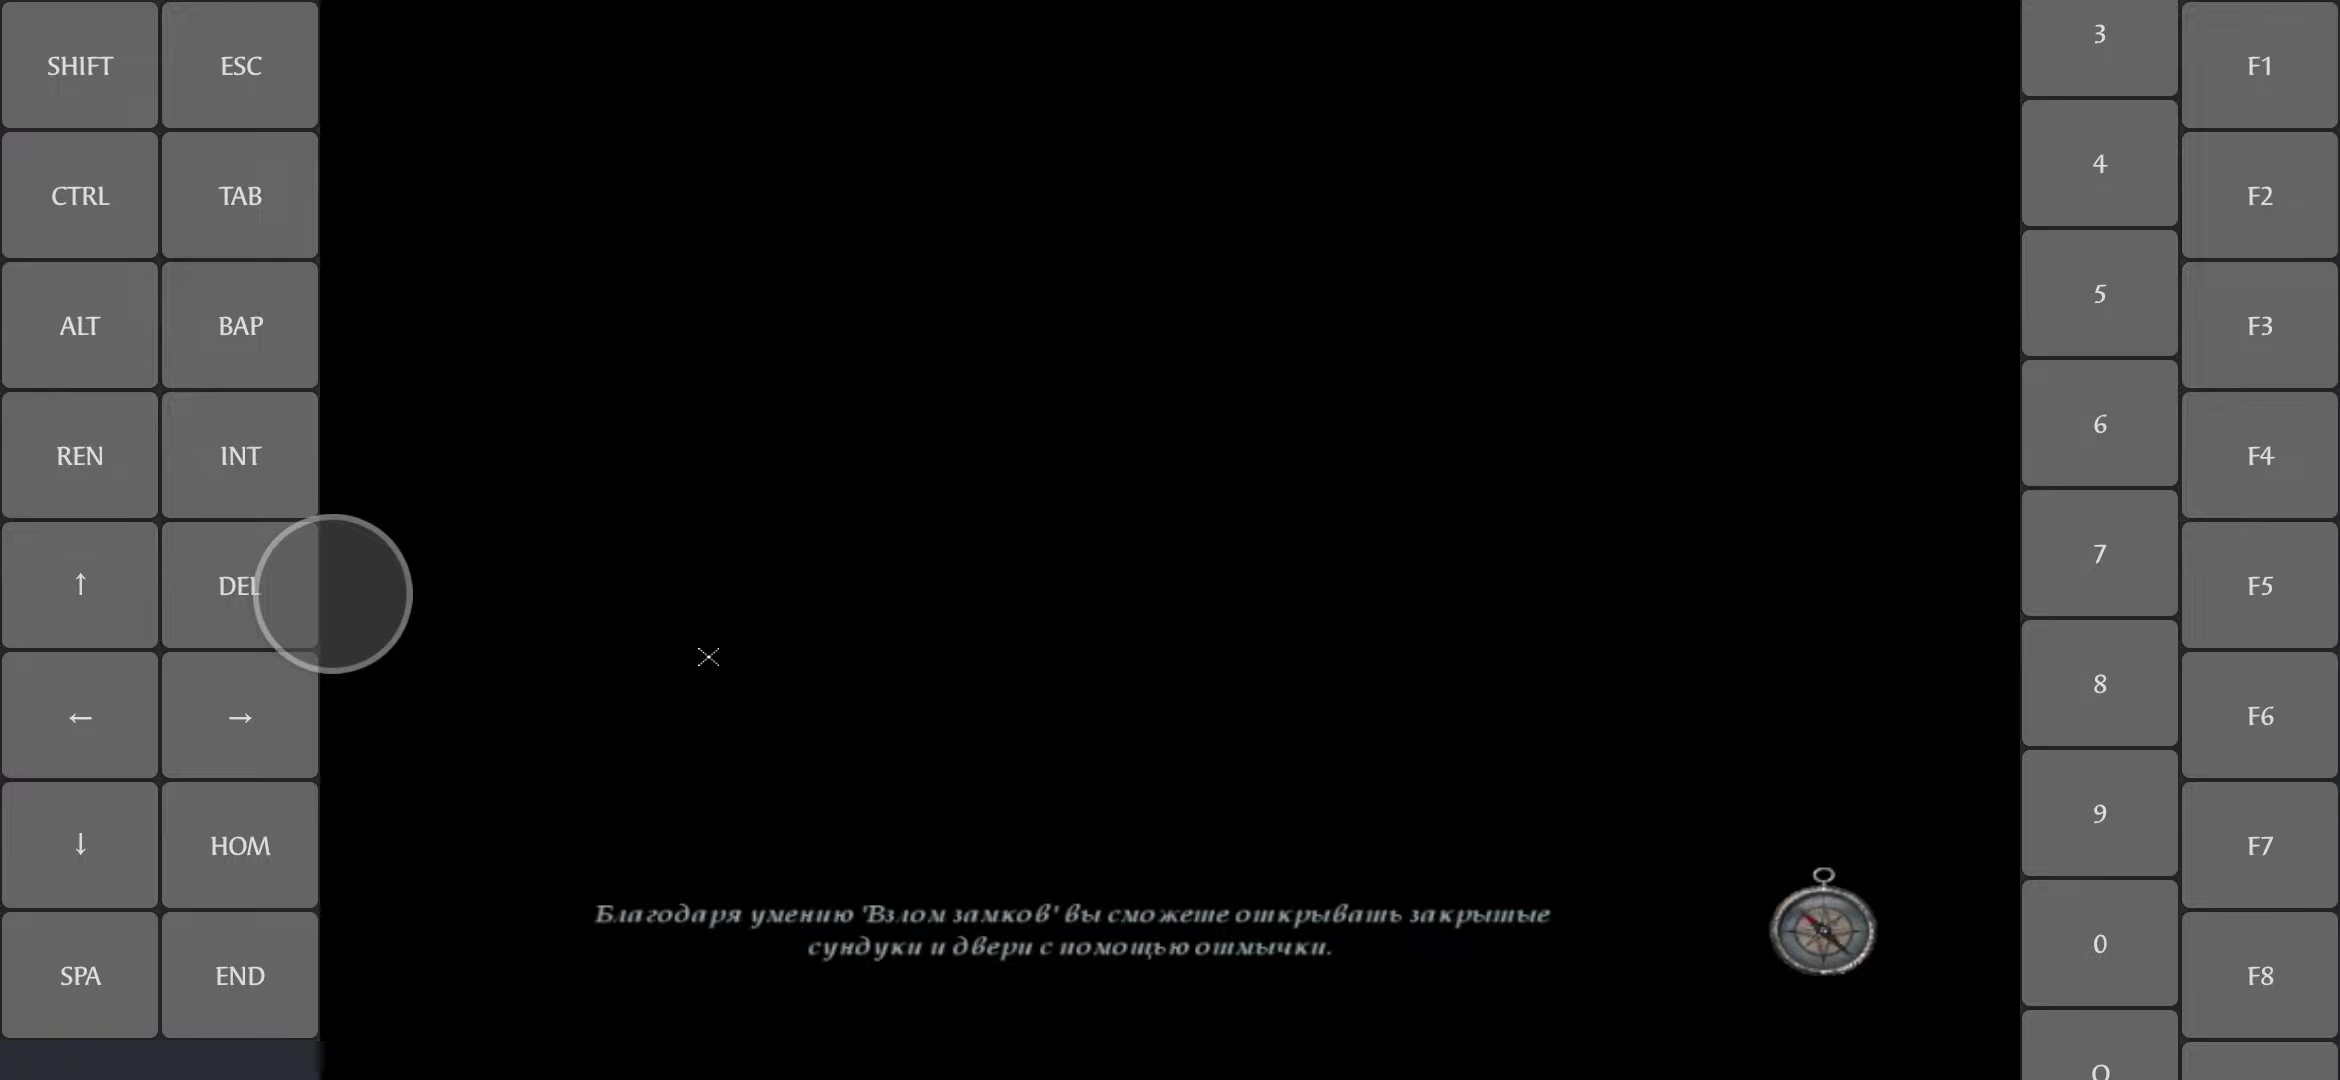 SHIFT
ESC
CTRL
TAB
ALT
BAP
REN
INT
↑
DEL
←
→
↓
HOM
SPA
END
Благодаря умению 'Взлом замков' вы сможете открывать закрытые
сундуки и двери с помощью отмычки.
3
4
5
6
7
8
9
0
F1
F2
F3
F4
F5
F6
F7
F8